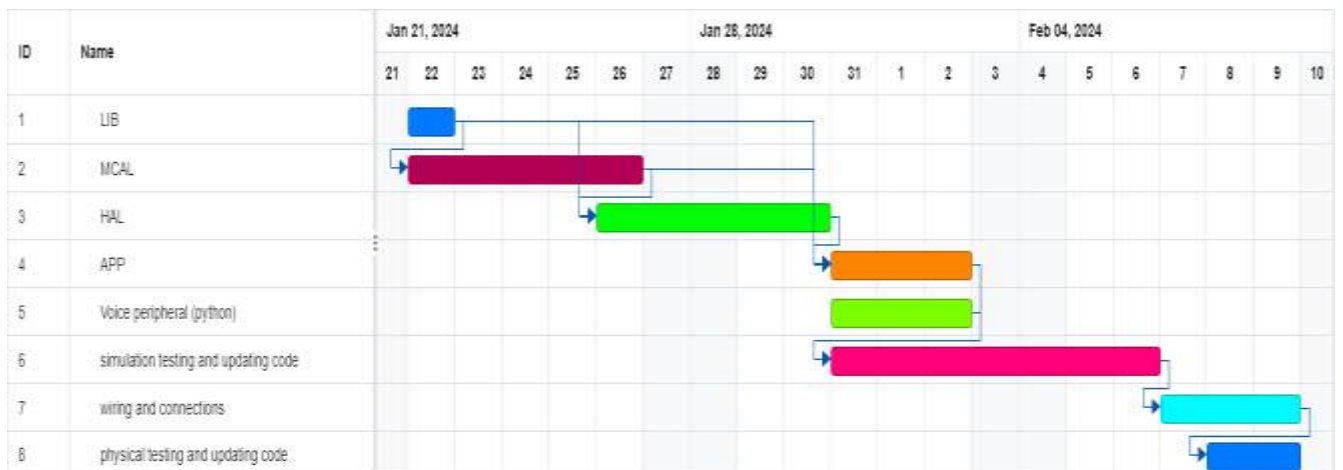 ID Name Jan 21, 2024 Jan 28, 2024 Feb 04, 2024
21 22 23 24 25 26 27 28 29 30 31 1 2 3 4 5 6 7 8 9 10
1 LIB
2 MCAL
3 HAL
4 APP
5 Voice peripheral (python)
6 simulation testing and updating code
7 wiring and connections
8 physical testing and updating code